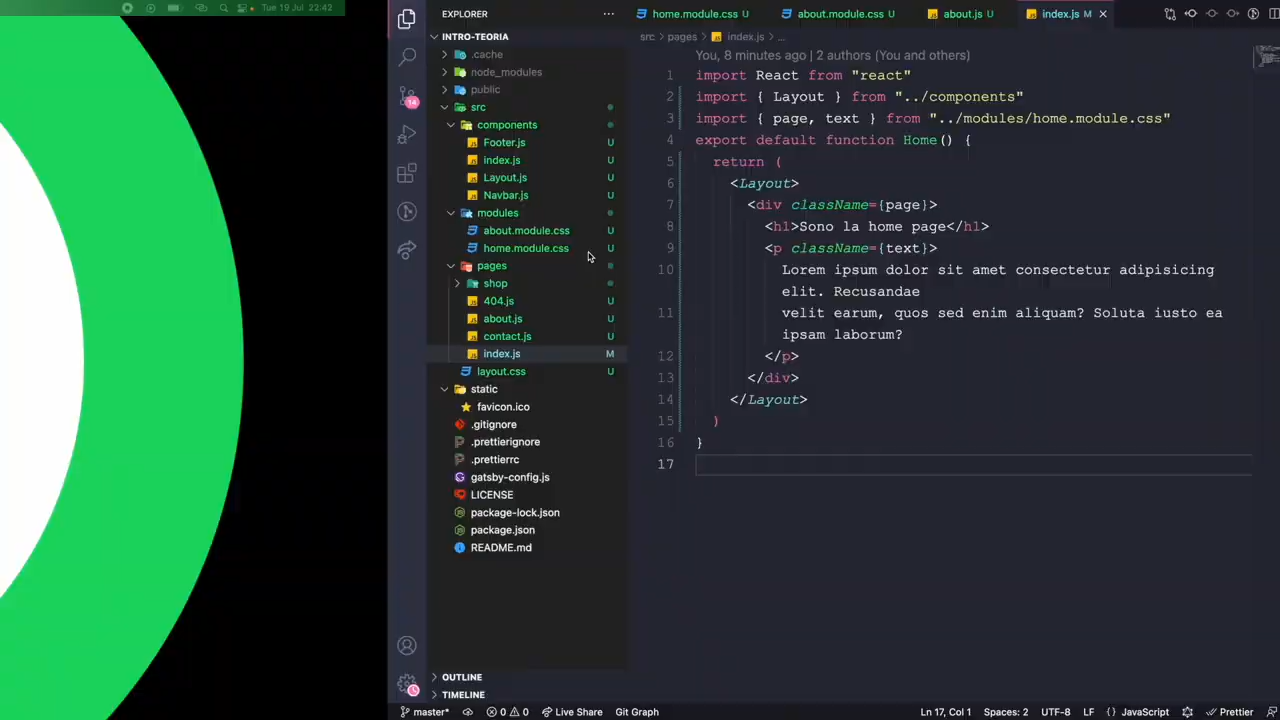 Tue 19 Jul 22:42
EXPLORER
INTRO-TEORIA
.cache
node_modules
public
src
components
Footer.js U
index.js U
Layout.js U
Navbar.js U
modules
about.module.css U
home.module.css U
pages
shop
404.js U
about.js U
contact.js U
index.js M
layout.css U
static
favicon.ico
.gitignore
.prettierignore
.prettierrc
gatsby-config.js
LICENSE
package-lock.json
package.json
README.md
OUTLINE
TIMELINE
14
home.module.css U
about.module.css U
about.js U
index.js M
src > pages > index.js > ...
You, 8 minutes ago | 2 authors (You and others)
1 import React from "react"
2 import { Layout } from "../components"
3 import { page, text } from "../modules/home.module.css"
4 export default function Home() {
5 return (
6 <Layout>
7 <div className={page}>
8 <h1>Sono la home page</h1>
9 <p className={text}>
10 Lorem ipsum dolor sit amet consectetur adipisicing
elit. Recusandae
11 velit earum, quos sed enim aliquam? Soluta iusto ea
ipsam laborum?
12 </p>
13 </div>
14 </Layout>
15 )
16 }
17
master* 0 0 Live Share Git Graph Ln 17, Col 1 Spaces: 2 UTF-8 LF {} JavaScript Prettier